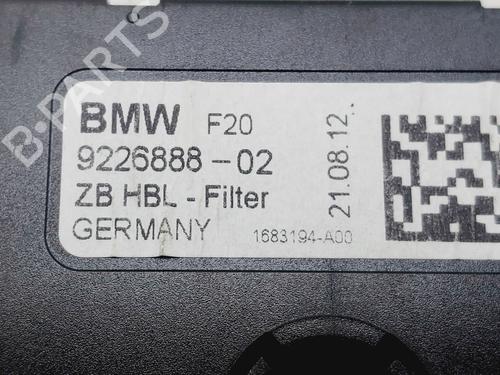 BMW F20
9226888-02
ZB HBL - Filter
GERMANY 1683194-A00
21.08.12.
B-PARTS